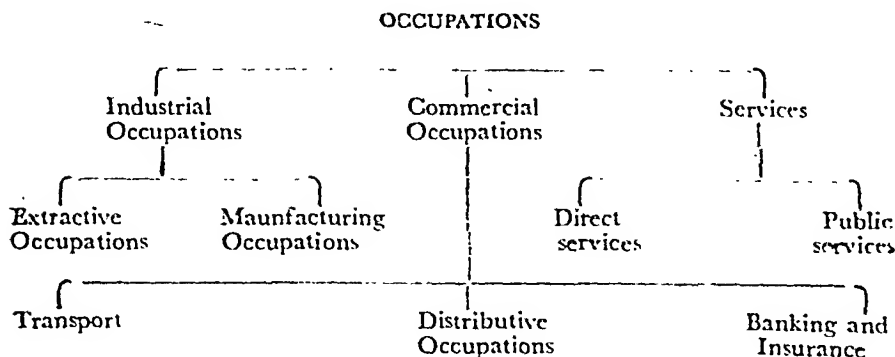 OCCUPATIONS
Industrial Occupations
Commercial Occupations
Services
Extractive Occupations
Maunfacturing Occupations
Direct services
Public services
Transport
Distributive Occupations
Banking and Insurance